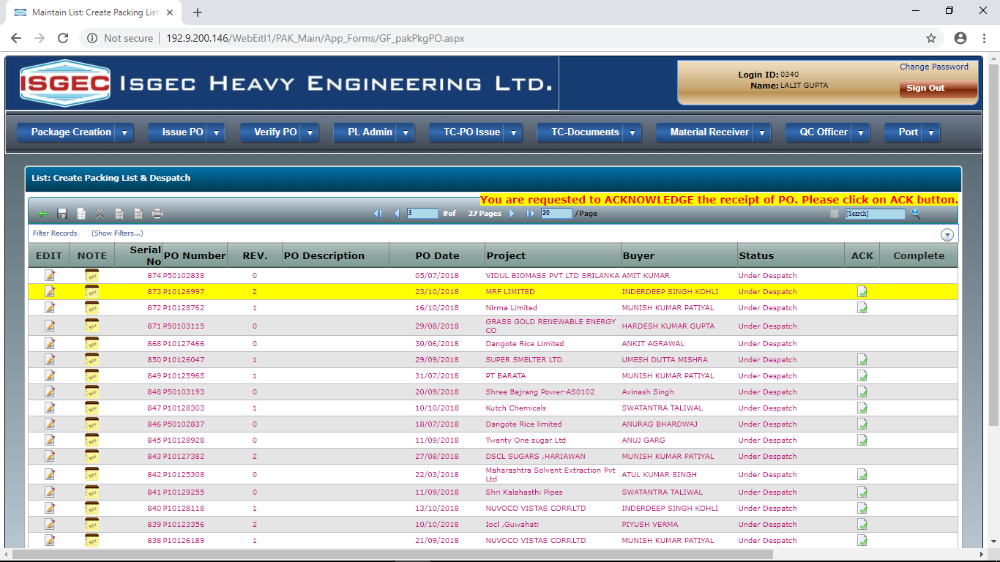 Maintain List: Create Packing List
Not secure | 192.9.200.146/WebEitl1/PAK_Main/App_Forms/GF_pakPkgPO.aspx
ISGEC ISGEC HEAVY ENGINEERING LTD.
Change Password
Login ID: 0340
Name: LALIT GUPTA
Sign Out
Package Creation Issue PO Verify PO PL Admin TC-PO Issue TC-Documents Material Receiver QC Officer Port
List: Create Packing List & Despatch
You are requested to ACKNOWLEDGE the receipt of PO. Please click on ACK button.
3 #of 27 Pages 20 /Page [Search]
Filter Records (Show Filters...)
EDIT NOTE Serial No PO Number REV. PO Description PO Date Project Buyer Status ACK Complete
874 P50102838 0 05/07/2018 VIDUL BIOMASS PVT LTD SRILANKA AMIT KUMAR Under Despatch
873 P10126997 2 23/10/2018 MRF LIMITED INDERDEEP SINGH KOHLI Under Despatch
872 P10128762 1 16/10/2018 Nirma Limited MUNISH KUMAR PATIYAL Under Despatch
871 P50103115 0 29/08/2018 GRASS GOLD RENEWABLE ENERGY CO HARDESH KUMAR GUPTA Under Despatch
868 P10127466 0 30/06/2018 Dangote Rice Limited ANKIT AGRAWAL Under Despatch
850 P10126047 1 29/09/2018 SUPER SMELTER LTD UMESH DUTTA MISHRA Under Despatch
849 P10125965 1 31/07/2018 PT BARATA MUNISH KUMAR PATIYAL Under Despatch
848 P50103193 0 20/09/2018 Shree Bajrang Power-AS0102 Avinash Singh Under Despatch
847 P10128303 1 10/10/2018 Kutch Chemicals SWATANTRA TALIWAL Under Despatch
846 P50102837 0 18/07/2018 Dangote Rice limited ANURAG BHARDWAJ Under Despatch
845 P10128928 0 11/09/2018 Twenty One sugar Ltd ANUJ GARG Under Despatch
843 P10127382 2 27/08/2018 DSCL SUGARS ,HARIAWAN MUNISH KUMAR PATIYAL Under Despatch
842 P10125308 0 22/03/2018 Maharashtra Solvent Extraction Pvt Ltd ATUL KUMAR SINGH Under Despatch
841 P10129255 0 11/09/2018 Shri Kalahasthi Pipes SWATANTRA TALIWAL Under Despatch
840 P10128118 1 13/10/2018 NUVOCO VISTAS CORP.LTD INDERDEEP SINGH KOHLI Under Despatch
839 P10123356 2 10/10/2018 Iocl ,Guwahati PIYUSH VERMA Under Despatch
838 P10126189 1 21/09/2018 NUVOCO VISTAS CORP.LTD MUNISH KUMAR PATIYAL Under Despatch